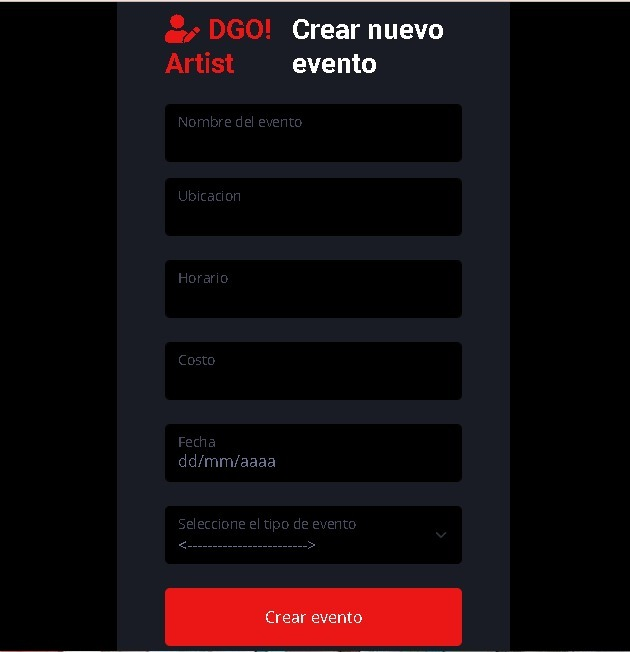 DGO! Artist
Crear nuevo evento
Nombre del evento
Ubicacion
Horario
Costo
Fecha
dd/mm/aaaa
Seleccione el tipo de evento
<------------------------>
Crear evento